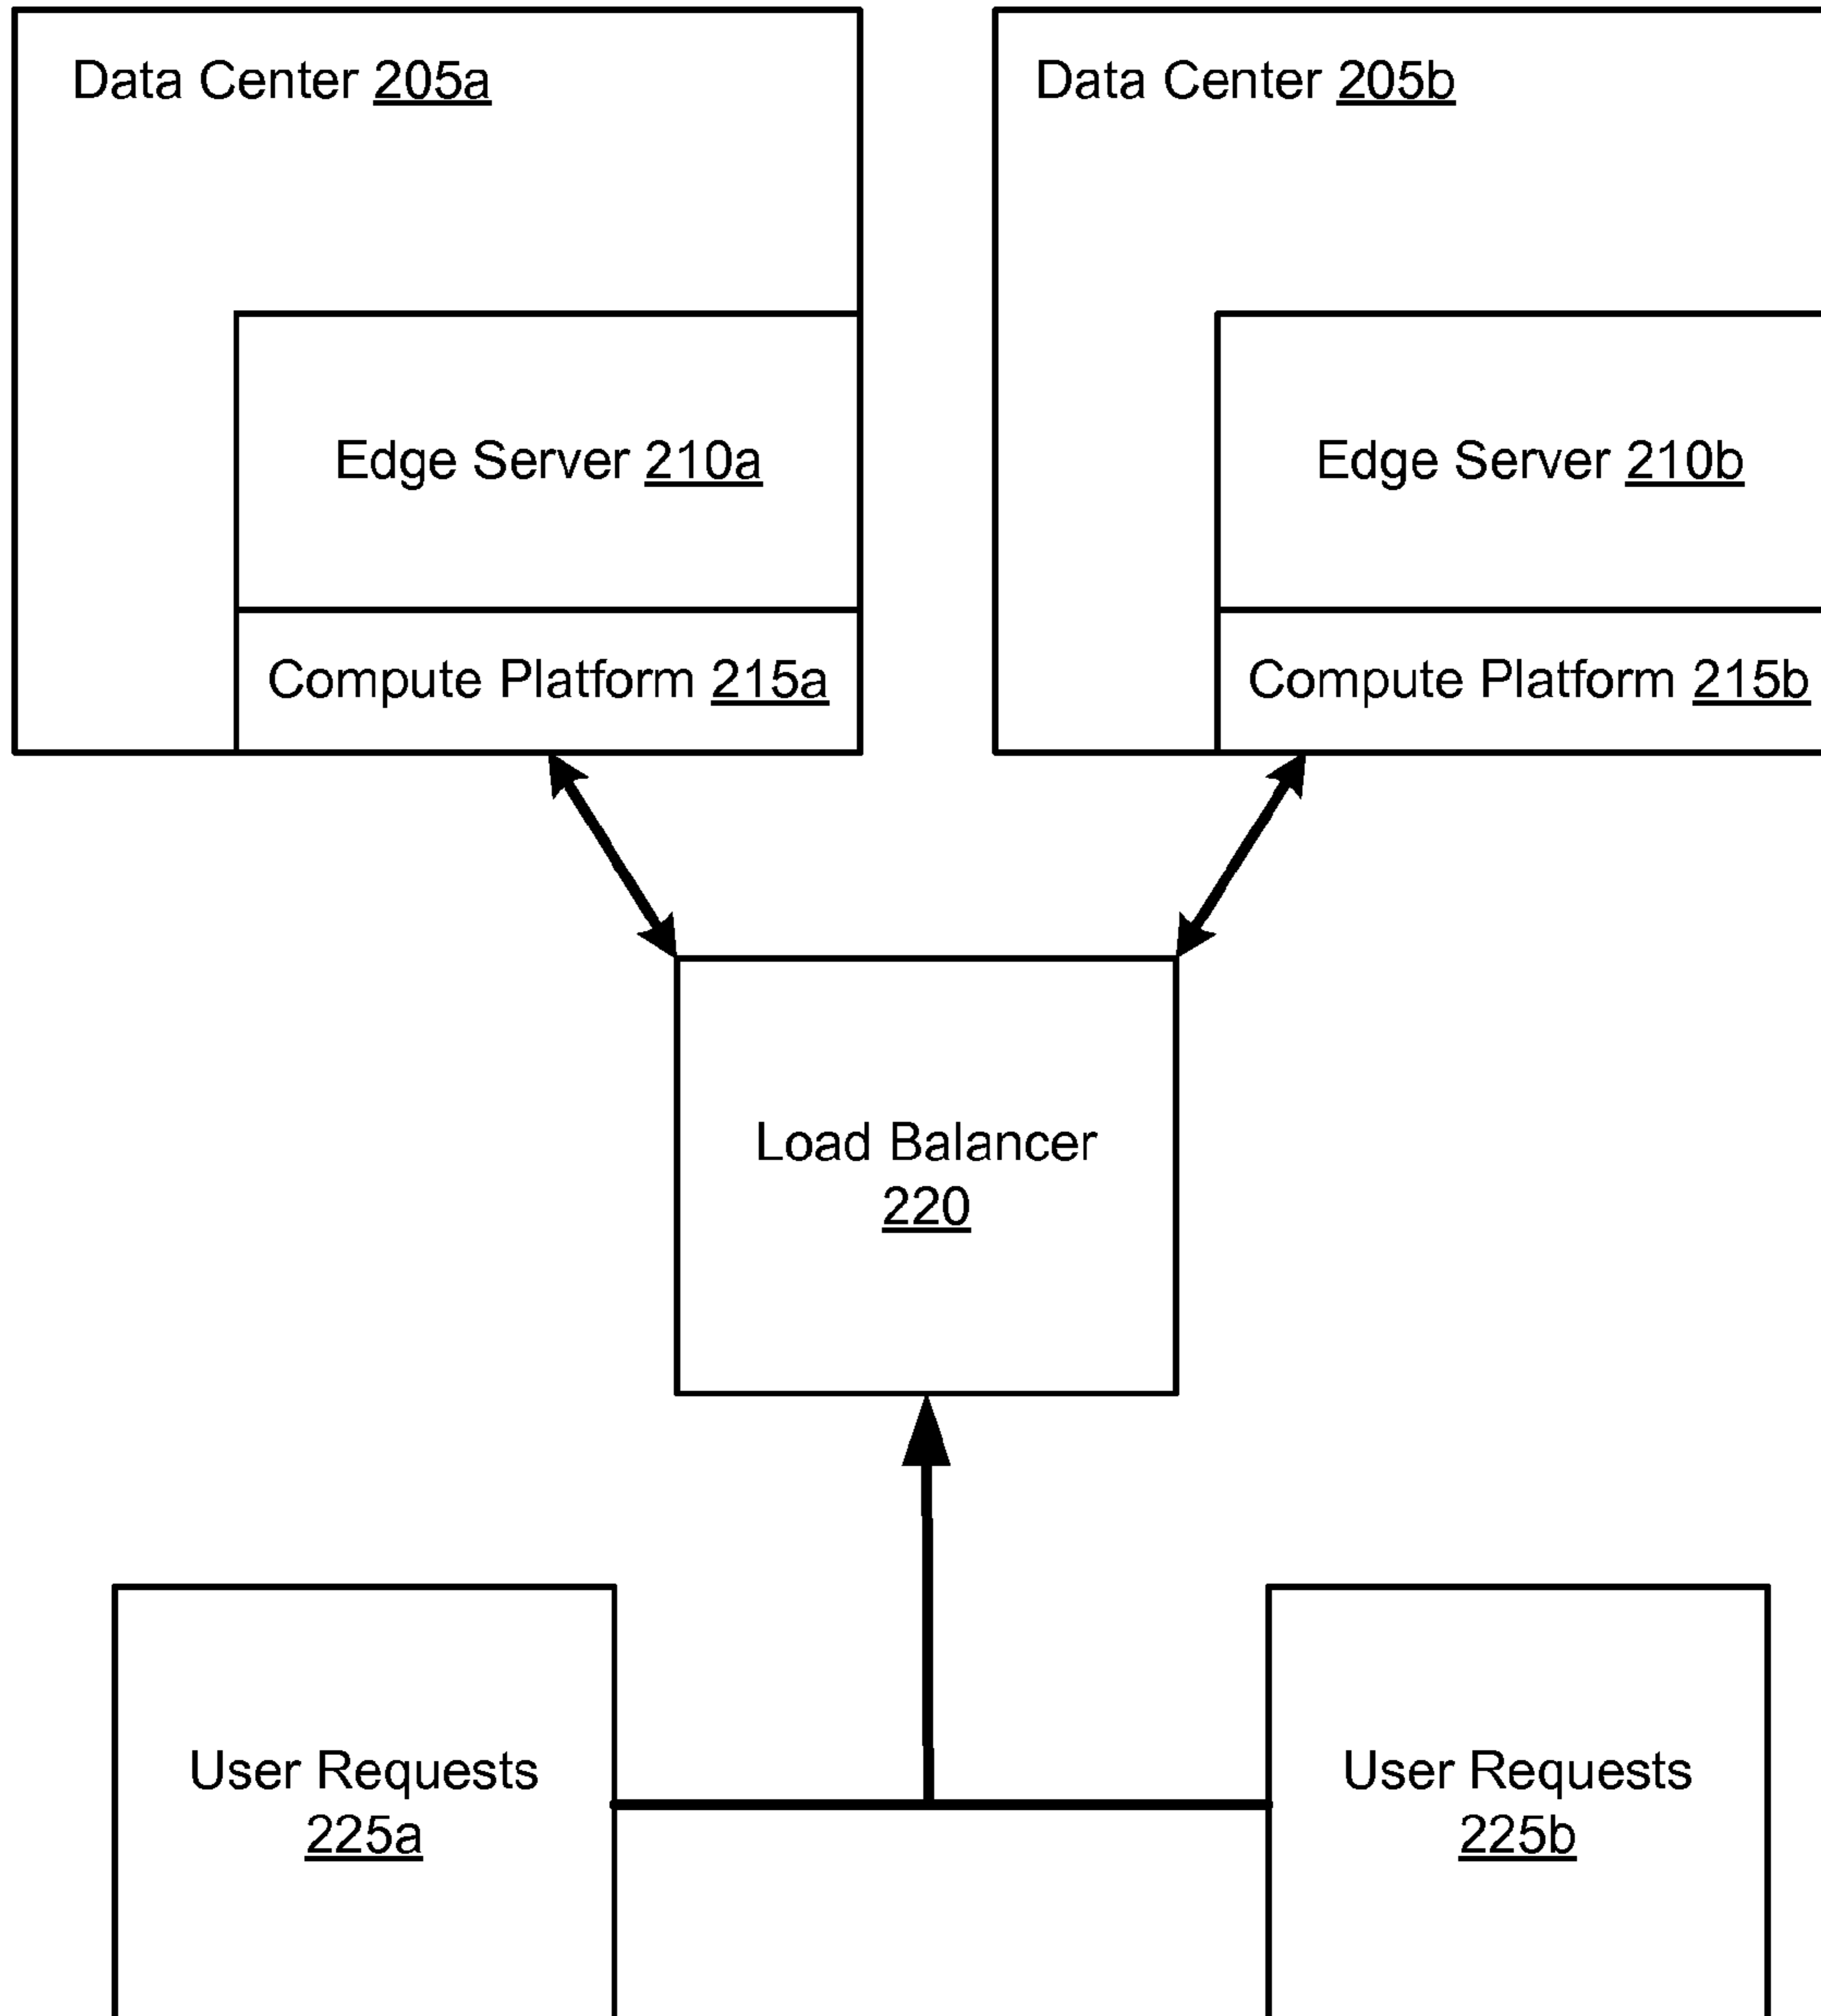 Data Center 205a
Data Center 205b
Edge Server 210a
Edge Server 210b
Compute Platform 215a
Compute Platform 215b
Load Balancer
220
User Requests
225a
User Requests
225b